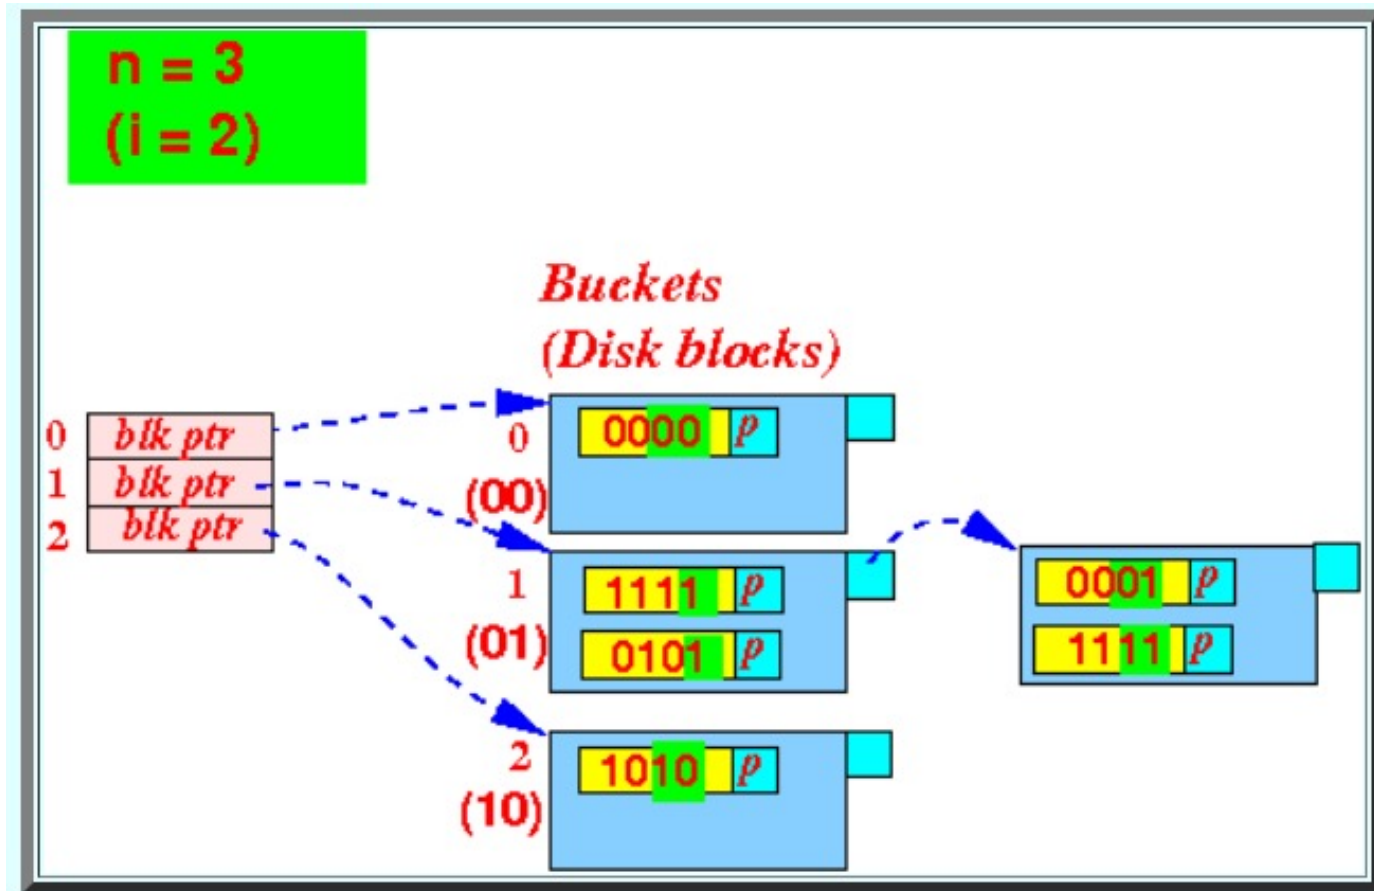 n = 3
(i = 2)
Buckets
(Disk blocks)
0 blk ptr
1 blk ptr
2 blk ptr
0
(00)
0000 p
1
(01)
1111 p
0101 p
0001 p
1111 p
2
(10)
1010 p